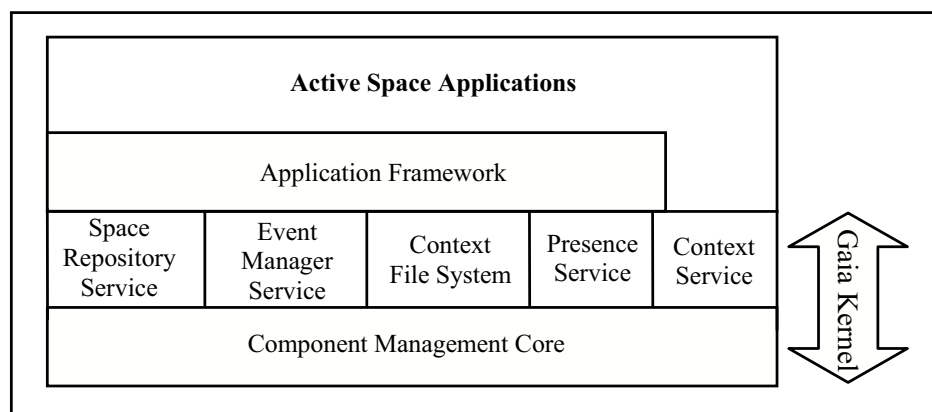 Active Space Applications
Application Framework
Space
Repository
Service
Event
Manager
Service
Context
File System
Presence
Service
Context
Service
Gaia Kernel
Component Management Core